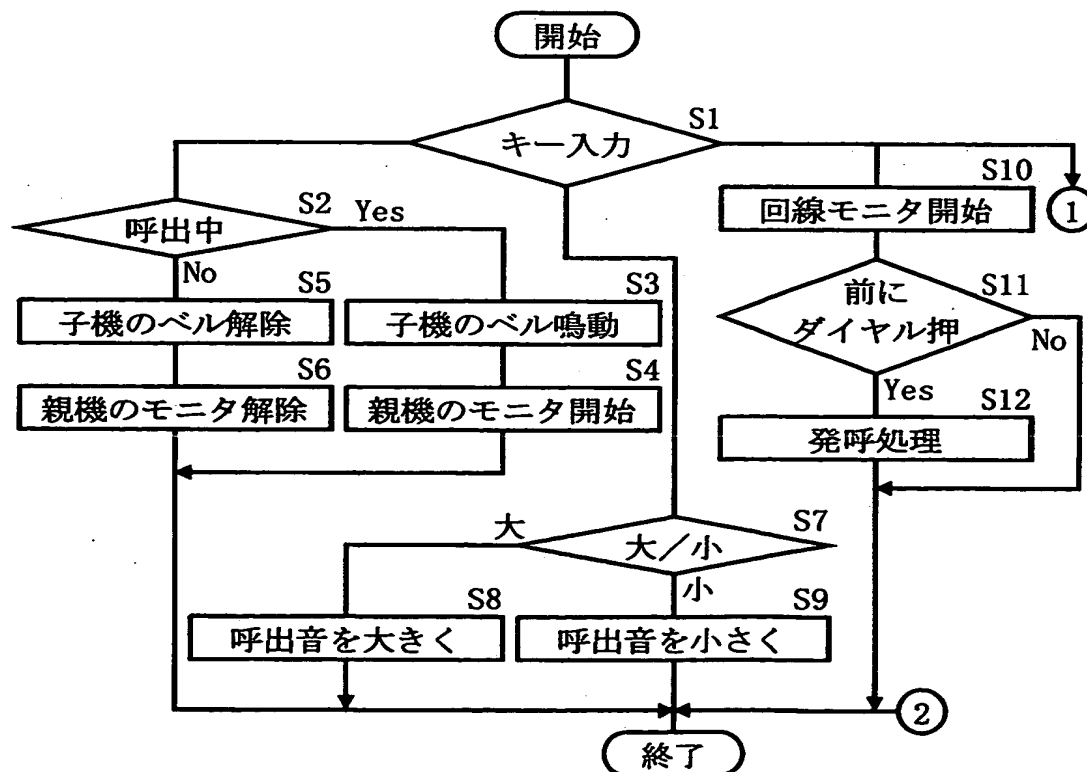 開始
S1
キー入力
S10
回線モニタ開始
①
S2
呼出中
Yes
No
S5
子機のベル解除
S3
子機のベル鳴動
S11
前に
ダイヤル押
No
Yes
S6
親機のモニタ解除
S4
親機のモニタ開始
S12
発呼処理
S7
大/小
大
小
S8
呼出音を大きく
S9
呼出音を小さく
②
終了